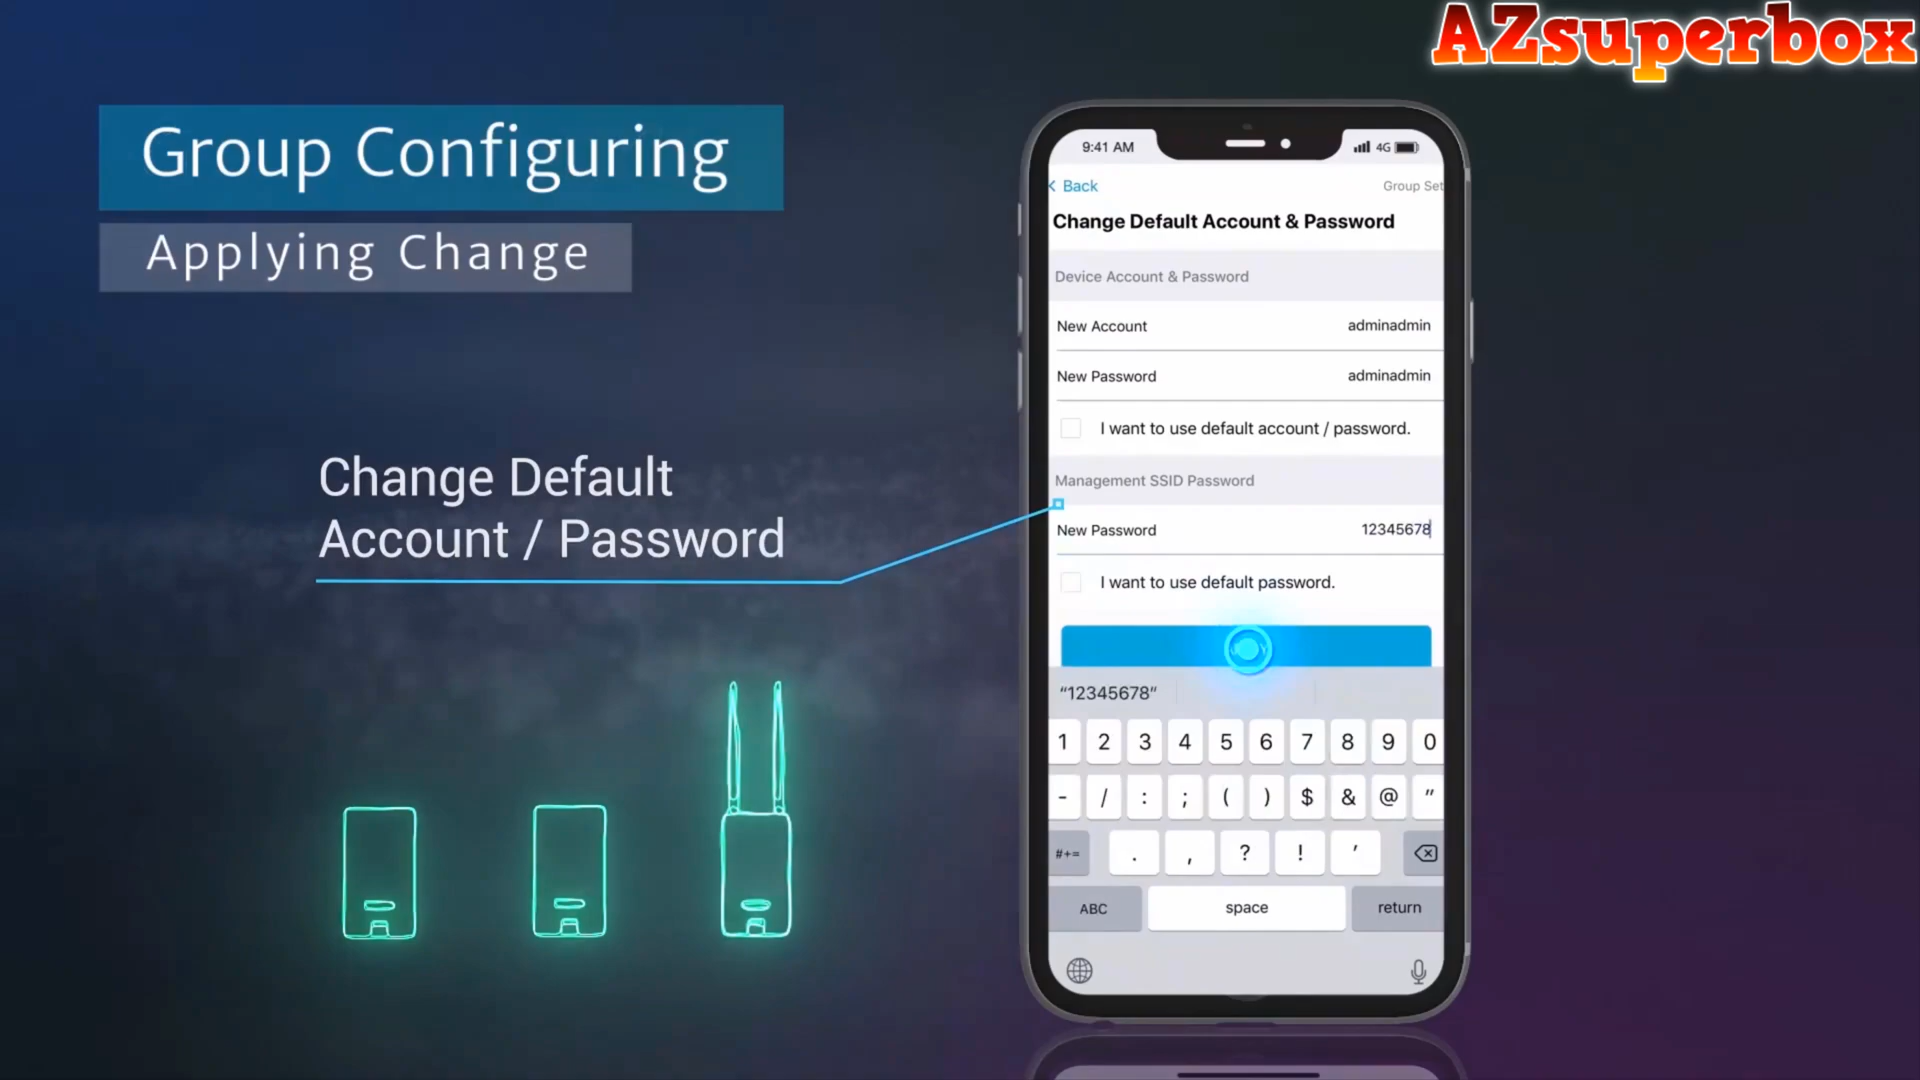 AZsuperbox
Group Configuring
Applying Change
Change Default
Account / Password
9:41 AM
4G
Back
Group Set
Change Default Account & Password
Device Account & Password
New Account adminadmin
New Password adminadmin
I want to use default account / password.
Management SSID Password
New Password 12345678
I want to use default password.
“12345678”
1 2 3 4 5 6 7 8 9 0
- / : ; ( ) $ & @ "
#+= . , ? ! ’
ABC space return